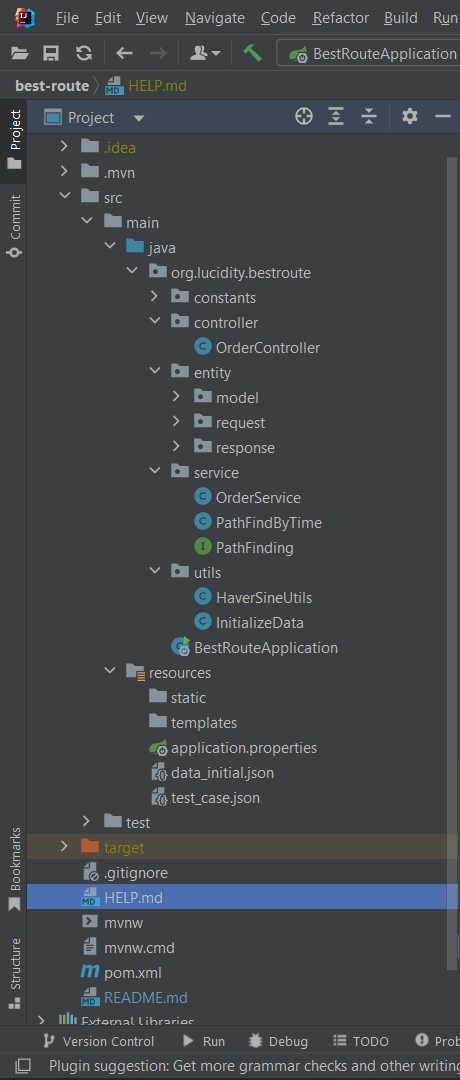 File Edit View Navigate Code Refactor Build Run
BestRouteApplication
best-route HELP.md
Project
Project
Commit
.idea
.mvn
src
main
java
org.lucidity.bestroute
constants
controller
OrderController
entity
model
request
response
service
OrderService
PathFindByTime
PathFinding
utils
HaverSineUtils
InitializeData
BestRouteApplication
resources
static
templates
application.properties
data_initial.json
test_case.json
test
target
.gitignore
HELP.md
mvnw
mvnw.cmd
pom.xml
README.md
External Libraries
Bookmarks
Structure
Version Control Run Debug TODO Prob
Plugin suggestion: Get more grammar checks and other writing